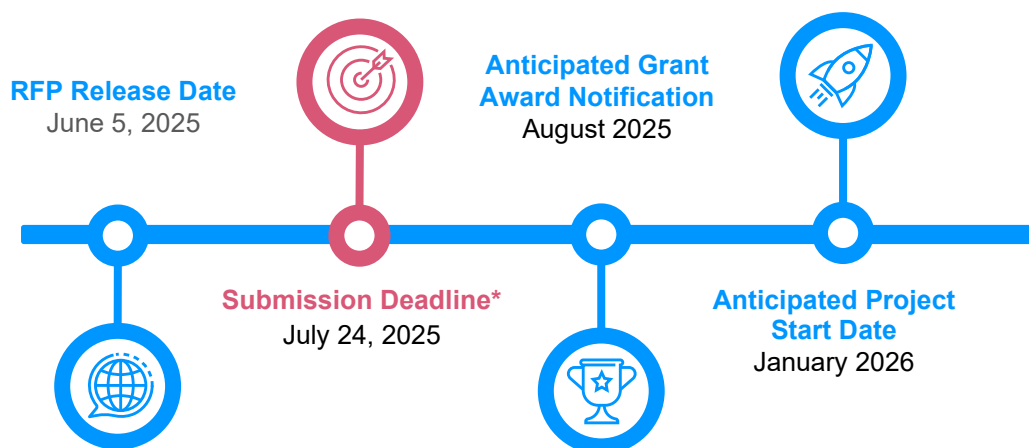 RFP Release Date
June 5, 2025
Submission Deadline*
July 24, 2025
Anticipated Grant
Award Notification
August 2025
Anticipated Project
Start Date
January 2026